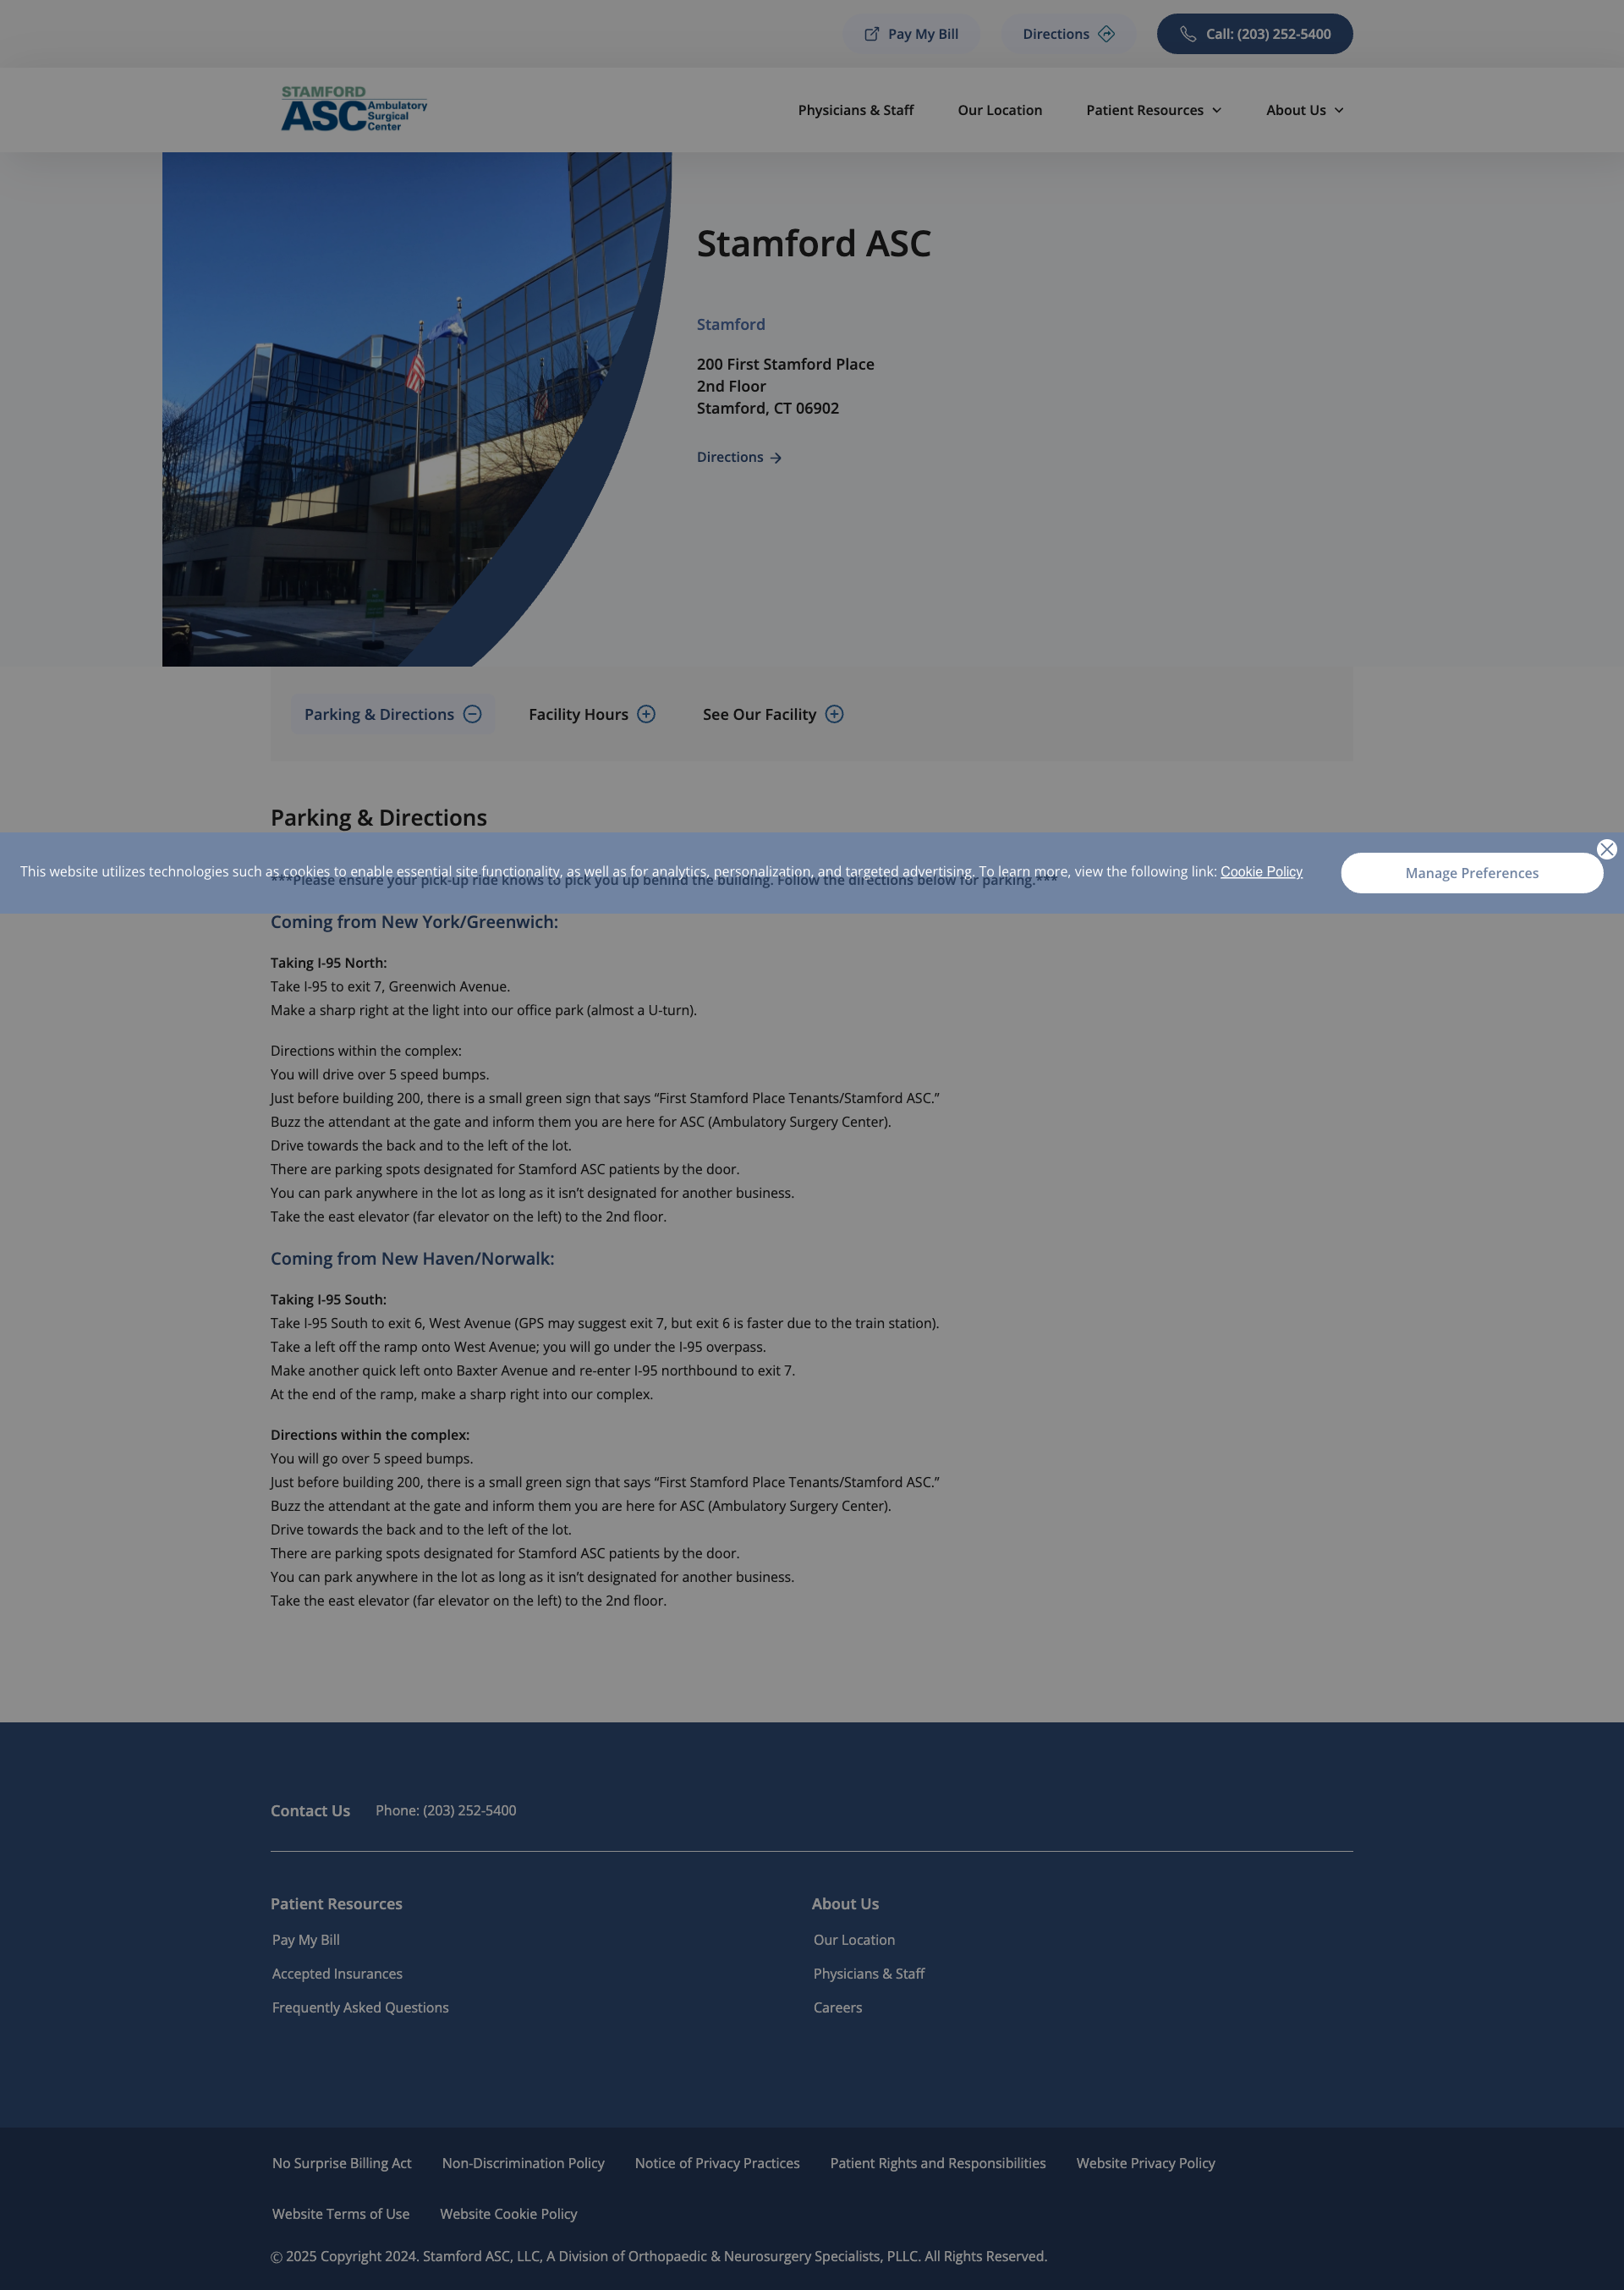 Pay My Bill
Directions
Call: (203) 252-5400
STAMFORD
ASC Ambulatory Surgical Center
Physicians & Staff
Our Location
Patient Resources
About Us
Stamford ASC
Stamford
200 First Stamford Place
2nd Floor
Stamford, CT 06902
Directions
Parking & Directions
Facility Hours
See Our Facility
Parking & Directions
This website utilizes technologies such as cookies to enable essential site functionality, as well as for analytics, personalization, and targeted advertising. To learn more, view the following link: Cookie Policy
Manage Preferences
***Please ensure your pick-up ride knows to pick you up behind the building. Follow the directions below for parking.***
Coming from New York/Greenwich:
Taking I-95 North:
Take I-95 to exit 7, Greenwich Avenue.
Make a sharp right at the light into our office park (almost a U-turn).
Directions within the complex:
You will drive over 5 speed bumps.
Just before building 200, there is a small green sign that says “First Stamford Place Tenants/Stamford ASC.”
Buzz the attendant at the gate and inform them you are here for ASC (Ambulatory Surgery Center).
Drive towards the back and to the left of the lot.
There are parking spots designated for Stamford ASC patients by the door.
You can park anywhere in the lot as long as it isn’t designated for another business.
Take the east elevator (far elevator on the left) to the 2nd floor.
Coming from New Haven/Norwalk:
Taking I-95 South:
Take I-95 South to exit 6, West Avenue (GPS may suggest exit 7, but exit 6 is faster due to the train station).
Take a left off the ramp onto West Avenue; you will go under the I-95 overpass.
Make another quick left onto Baxter Avenue and re-enter I-95 northbound to exit 7.
At the end of the ramp, make a sharp right into our complex.
Directions within the complex:
You will go over 5 speed bumps.
Just before building 200, there is a small green sign that says “First Stamford Place Tenants/Stamford ASC.”
Buzz the attendant at the gate and inform them you are here for ASC (Ambulatory Surgery Center).
Drive towards the back and to the left of the lot.
There are parking spots designated for Stamford ASC patients by the door.
You can park anywhere in the lot as long as it isn’t designated for another business.
Take the east elevator (far elevator on the left) to the 2nd floor.
Contact Us
Phone: (203) 252-5400
Patient Resources
Pay My Bill
Accepted Insurances
Frequently Asked Questions
About Us
Our Location
Physicians & Staff
Careers
No Surprise Billing Act
Non-Discrimination Policy
Notice of Privacy Practices
Patient Rights and Responsibilities
Website Privacy Policy
Website Terms of Use
Website Cookie Policy
© 2025 Copyright 2024. Stamford ASC, LLC, A Division of Orthopaedic & Neurosurgery Specialists, PLLC. All Rights Reserved.